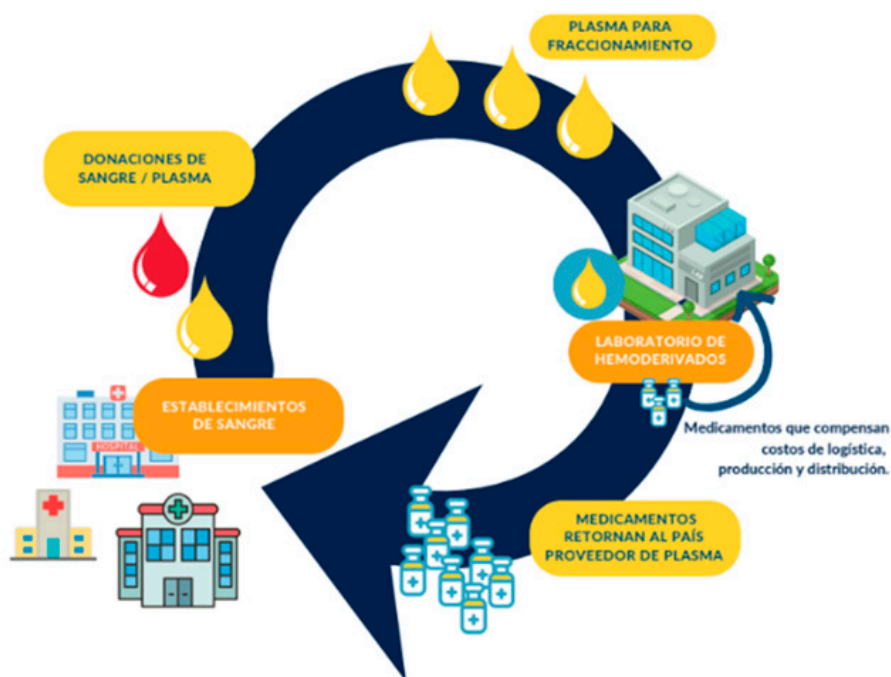 PLASMA PARA
FRACCIONAMIENTO
DONACIONES DE
SANGRE / PLASMA
LABORATORIO DE
HEMODERIVADOS
ESTABLECIMIENTOS
DE SANGRE
HOSPITAL
Medicamentos que compensan
costos de logística,
producción y distribución.
MEDICAMENTOS
RETORNAN AL PAÍS
PROVEEDOR DE PLASMA